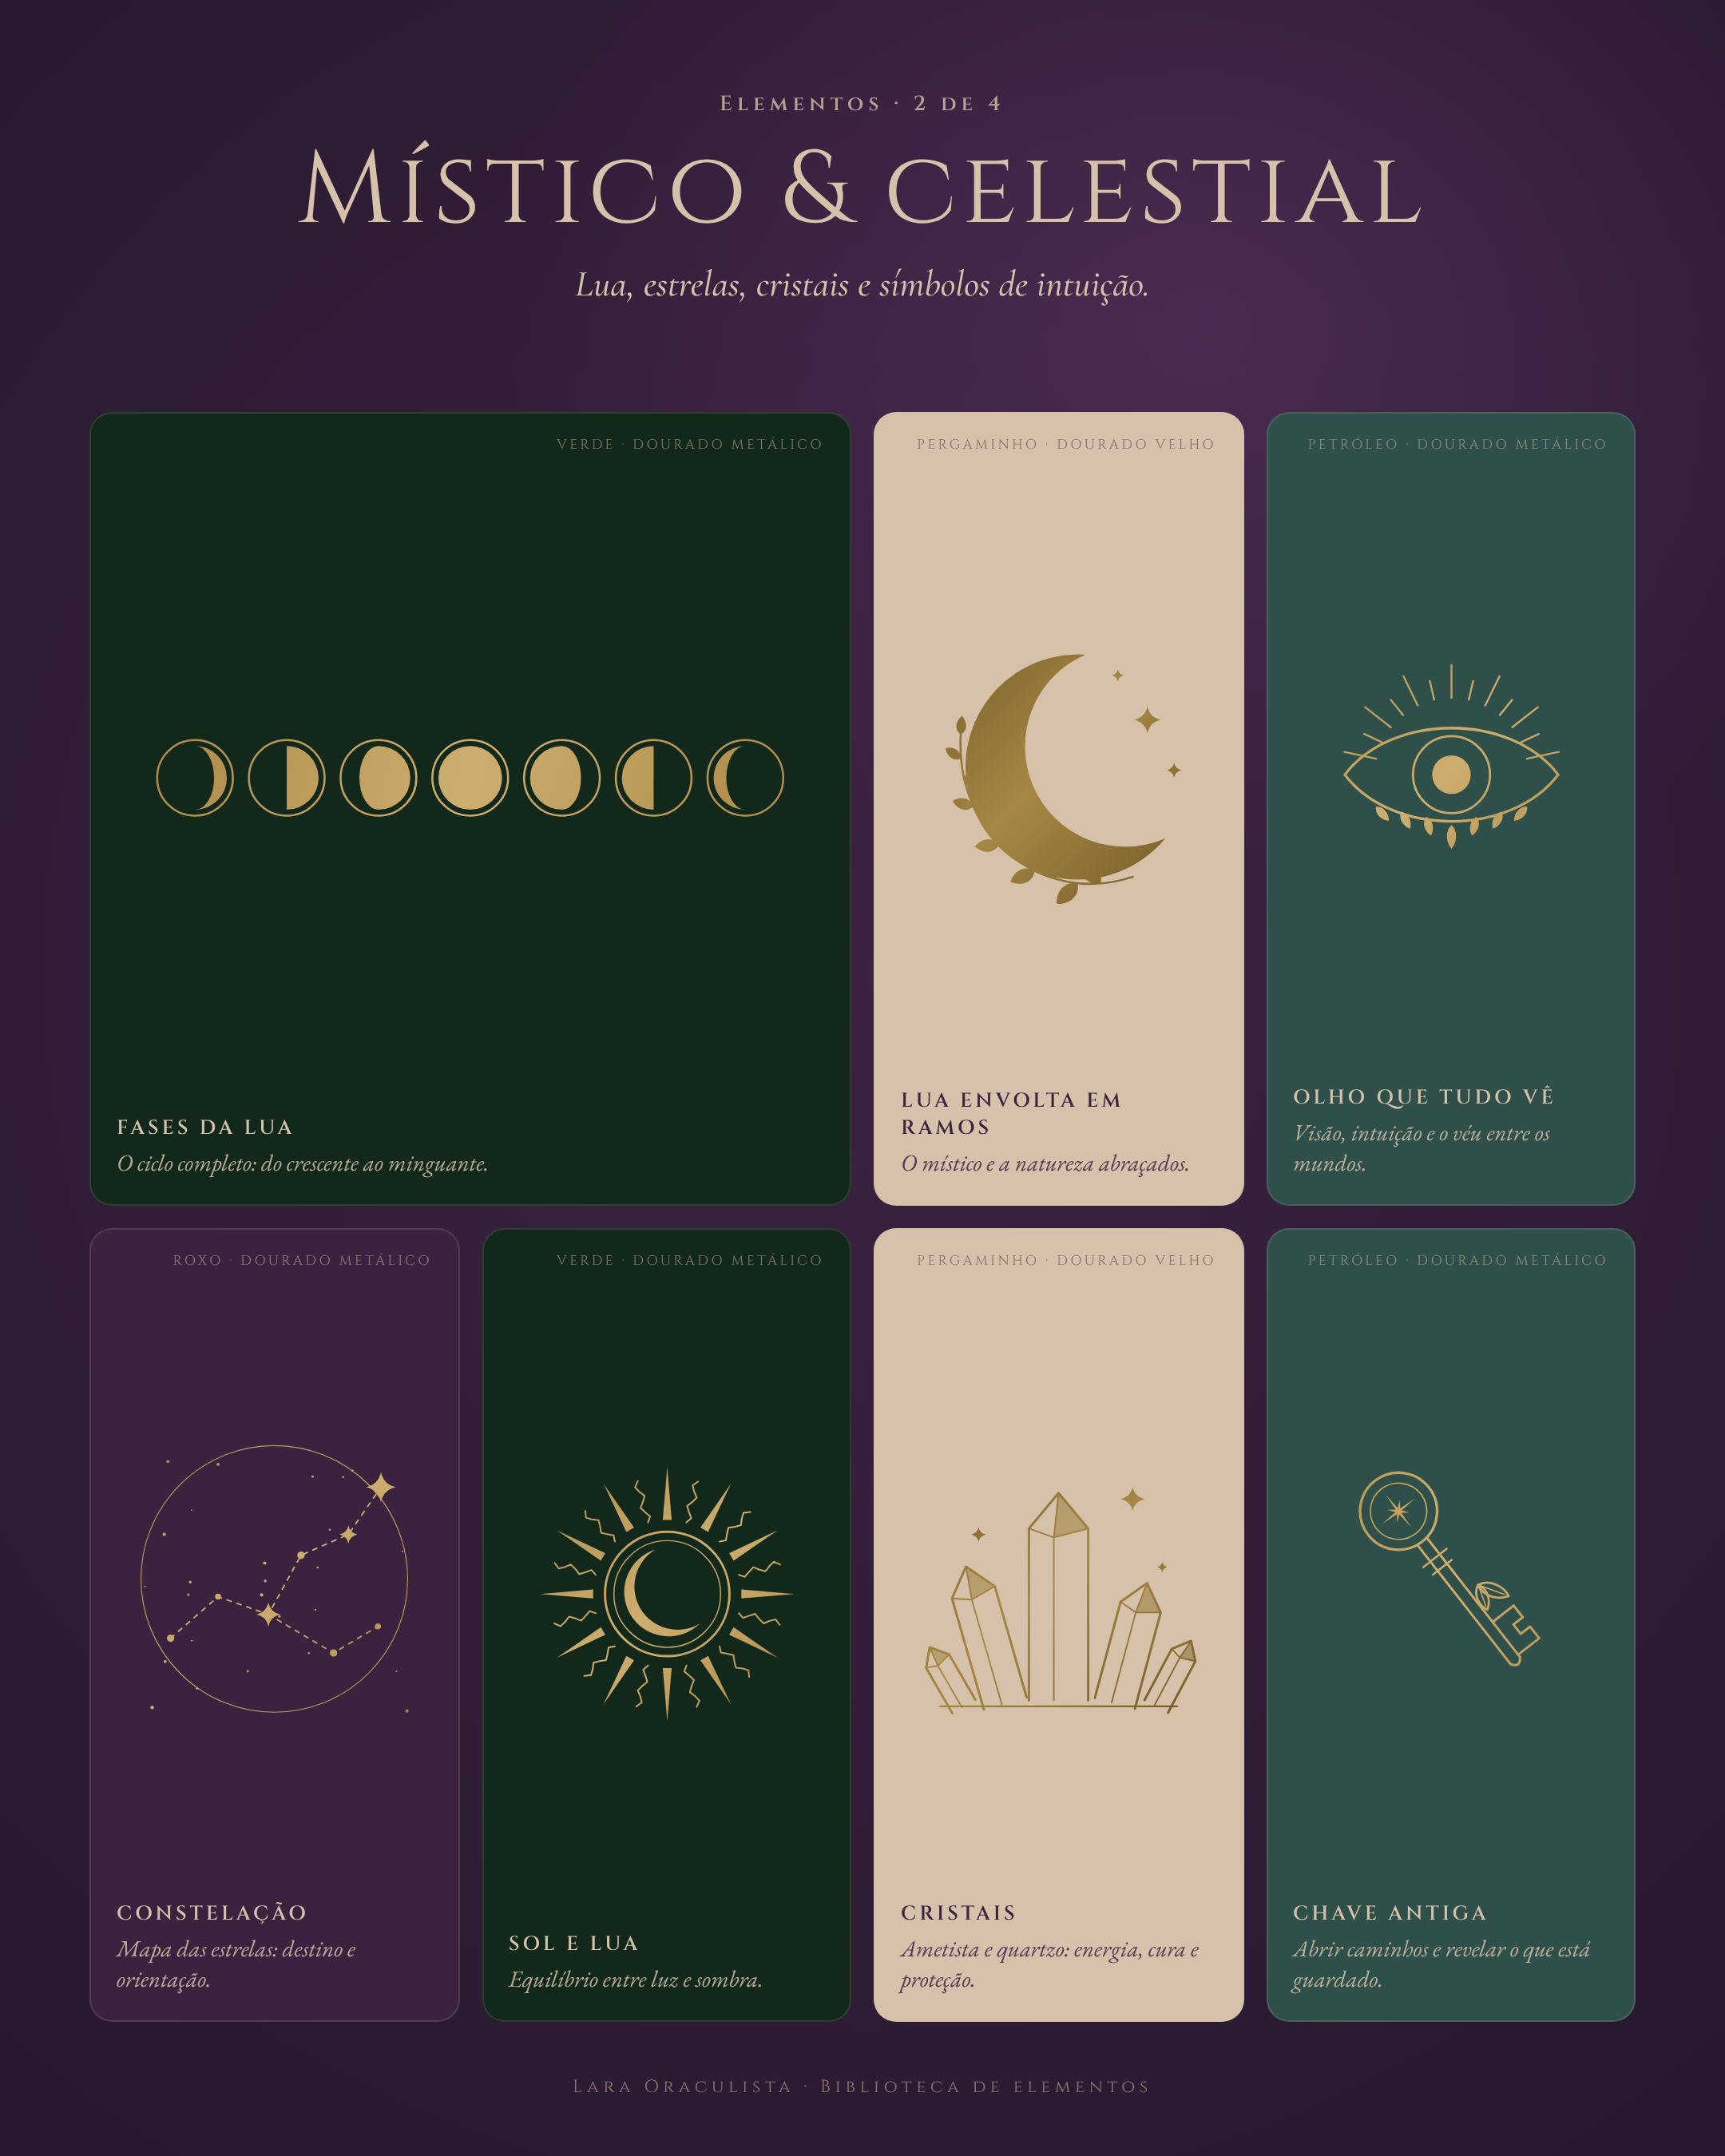 Elementos · 2 de 4
Místico & celestial
Lua, estrelas, cristais e símbolos de intuição.
VERDE · DOURADO METÁLICO
FASES DA LUA
O ciclo completo: do crescente ao minguante.
PERGAMINHO · DOURADO VELHO
LUA ENVOLTA EM
RAMOS
O místico e a natureza abraçados.
PETRÓLEO · DOURADO METÁLICO
OLHO QUE TUDO VÊ
Visão, intuição e o véu entre os
mundos.
ROXO · DOURADO METÁLICO
CONSTELAÇÃO
Mapa das estrelas: destino e
orientação.
VERDE · DOURADO METÁLICO
SOL E LUA
Equilíbrio entre luz e sombra.
PERGAMINHO · DOURADO VELHO
CRISTAIS
Ametista e quartzo: energia, cura e
proteção.
PETRÓLEO · DOURADO METÁLICO
CHAVE ANTIGA
Abrir caminhos e revelar o que está
guardado.
Lara Oraculista · Biblioteca de elementos